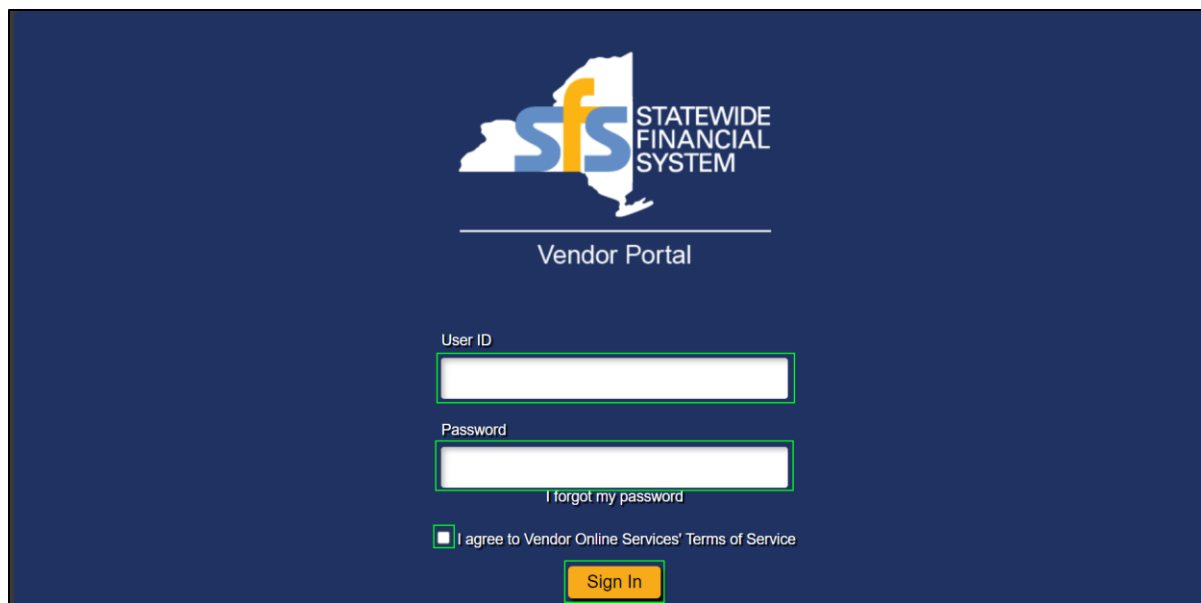 sfs
STATEWIDE
FINANCIAL
SYSTEM
Vendor Portal
User ID
Password
I forgot my password
I agree to Vendor Online Services' Terms of Service
Sign In